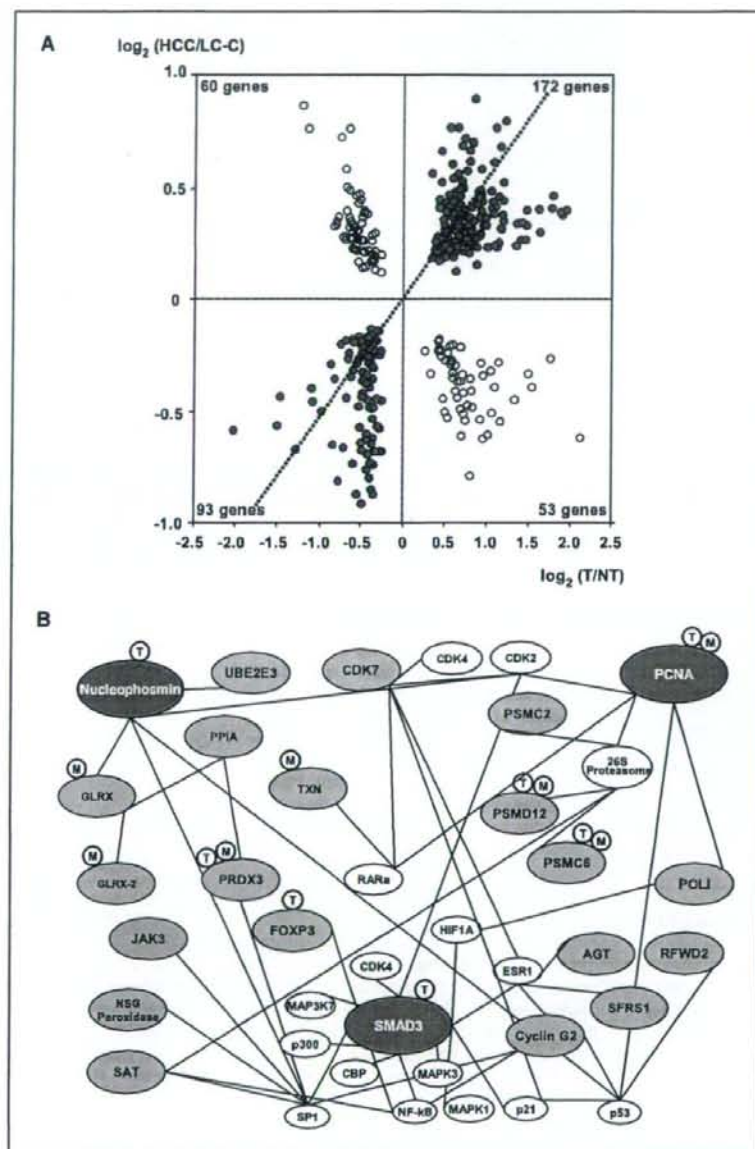 A
log₂ (HCC/LC-C)
60 genes
172 genes
1.0
0.5
0
-0.5
-1.0
93 genes
53 genes
-2.5 -2.0 -1.5 -1.0 -0.5 0 0.5 1.0 1.5 2.0 2.5
log₂ (T/NT)
B
T
Nucleophosmin
UBE2E3
CDK7
CDK4
CDK2
T M
PCNA
PPIA
PSMC2
M
GLRX
M
TXN
26S
Proteasome
T M
PSMD12
M
GLRX-2
T M
PRDX3
RARa
T M
PSMC6
POLI
JAK3
T
FOXP3
HIF1A
CDK4
ESR1
AGT
RFWD2
NSG
Peroxidase
MAP3K7
T
SMAD3
SFRS1
p300
Cyclin G2
SAT
CBP
MAPK3
SP1
NF-kB
MAPK1
p21
p53